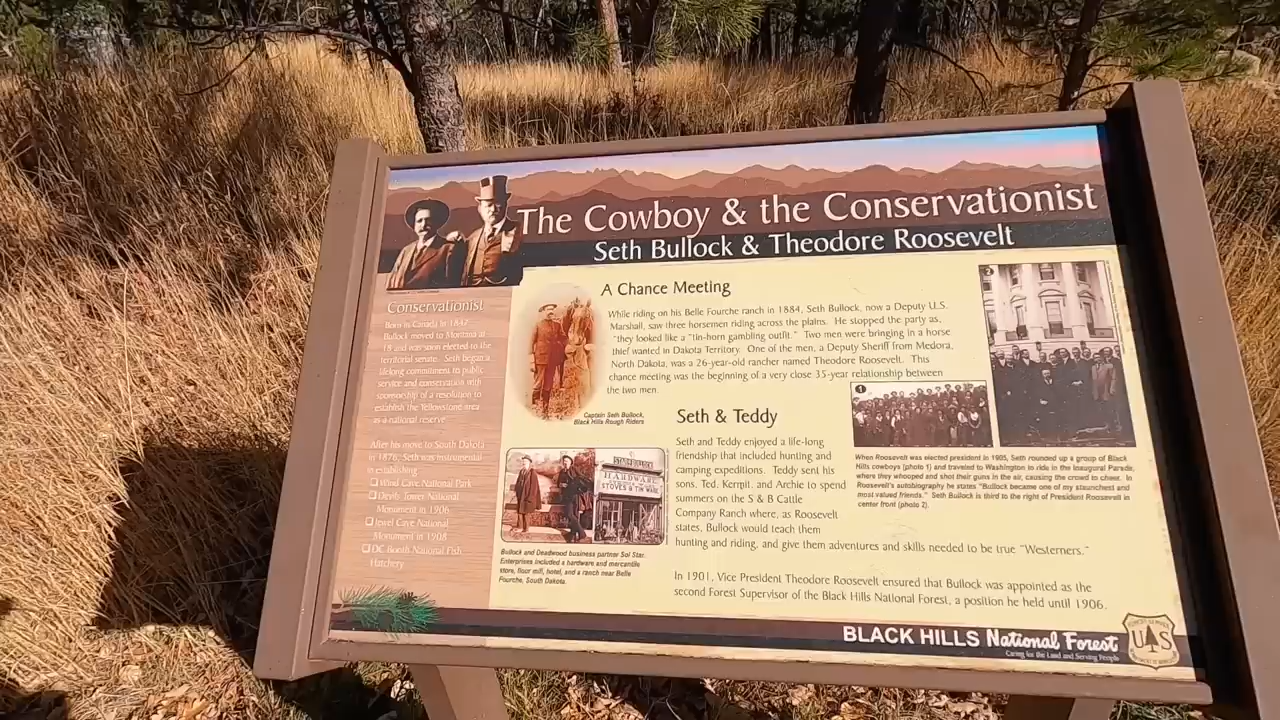 The Cowboy & the Conservationist
Seth Bullock & Theodore Roosevelt
Conservationist
Born in Canada in 1847
Bullock moved to Montana at
18 and was soon elected to the
territorial senate. Seth began a
lifelong commitment to public
service and conservation with
sponsorship of a resolution to
establish the Yellowstone area
as a national reserve
After his move to South Dakota
in 1876, Seth was instrumental
in establishing
Wind Cave National Park
Devils Tower National
Monument in 1906
Jewel Cave National
Monument in 1908
DC Booth National Fish
Hatchery
A Chance Meeting
While riding on his Belle Fourche ranch in 1884, Seth Bullock, now a Deputy U.S.
Marshall, saw three horsemen riding across the plains. He stopped the party as,
"they looked like a "tin-horn gambling outfit." Two men were bringing in a horse
thief wanted in Dakota Territory. One of the men, a Deputy Sheriff from Medora,
North Dakota, was a 26-year-old rancher named Theodore Roosevelt. This
chance meeting was the beginning of a very close 35-year relationship between
the two men.
Captain Seth Bullock,
Black Hills Rough Riders
Seth & Teddy
Seth and Teddy enjoyed a life-long
friendship that included hunting and
camping expeditions. Teddy sent his
sons, Ted, Kermit, and Archie to spend
summers on the S & B Cattle
Company Ranch where, as Roosevelt
states, Bullock would teach them
hunting and riding, and give them adventures and skills needed to be true "Westerners."
In 1901, Vice President Theodore Roosevelt ensured that Bullock was appointed as the
second Forest Supervisor of the Black Hills National Forest, a position he held until 1906.
HARDWARE
STOVES & TIN WARE
Bullock and Deadwood business partner Sol Star.
Enterprises included a hardware and mercantile
store, flour mill, hotel, and a ranch near Belle
Fourche, South Dakota.
2
1
When Roosevelt was elected president in 1905, Seth rounded up a group of Black
Hills cowboys (photo 1) and traveled to Washington to ride in the Inaugural Parade,
where they whooped and shot their guns in the air, causing the crowd to cheer. In
Roosevelt's autobiography he states "Bullock became one of my staunchest and
most valued friends." Seth Bullock is third to the right of President Roosevelt in
center front (photo 2).
BLACK HILLS National Forest
Caring for the Land and Serving People
FOREST SERVICE
US
DEPARTMENT OF AGRICULTURE